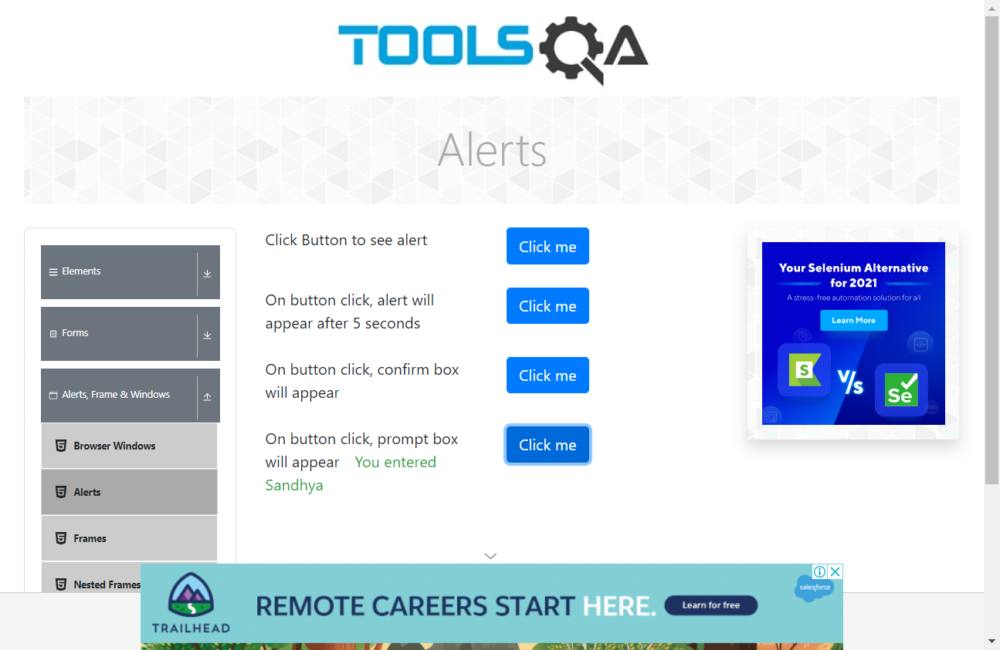 TOOLSQA
Alerts
Elements
Forms
Alerts, Frame & Windows
Browser Windows
Alerts
Frames
Nested Frames
Click Button to see alert
Click me
On button click, alert will
appear after 5 seconds
Click me
On button click, confirm box
will appear
Click me
On button click, prompt box
will appear You entered
Sandhya
Click me
Your Selenium Alternative
for 2021
A stress-free automation solution for all
Learn More
S
V/s
Se
TRAILHEAD
REMOTE CAREERS START HERE.
Learn for free
salesforce